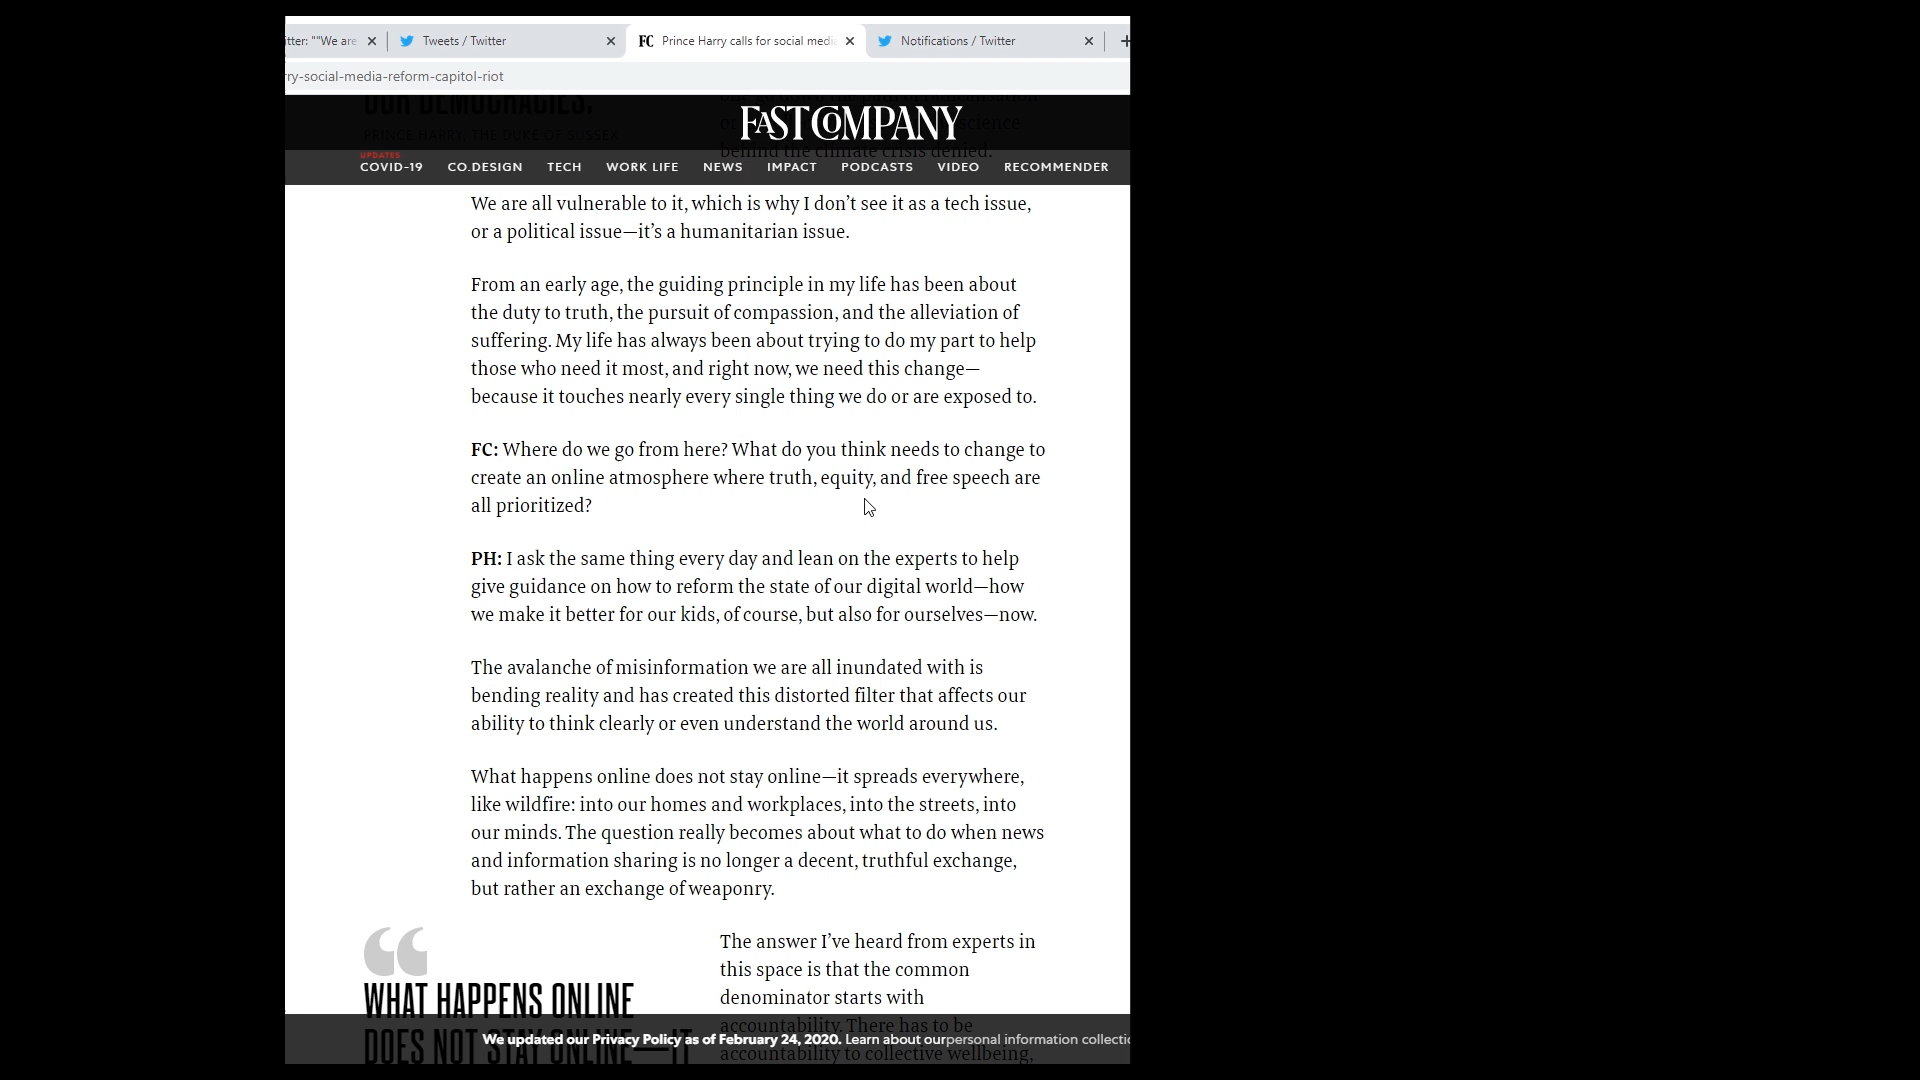 itter: ""We are
Tweets / Twitter
FC Prince Harry calls for social medi
Notifications / Twitter
rry-social-media-reform-capitol-riot
OUR DEMOCRACIES.
PRINCE HARRY, THE DUKE OF SUSSEX
FAST COMPANY
or
science
behind the climate crisis denied.
UPDATES
COVID-19 CO.DESIGN TECH WORK LIFE NEWS IMPACT PODCASTS VIDEO RECOMMENDER
We are all vulnerable to it, which is why I don’t see it as a tech issue,
or a political issue—it’s a humanitarian issue.
From an early age, the guiding principle in my life has been about
the duty to truth, the pursuit of compassion, and the alleviation of
suffering. My life has always been about trying to do my part to help
those who need it most, and right now, we need this change—
because it touches nearly every single thing we do or are exposed to.
FC: Where do we go from here? What do you think needs to change to
create an online atmosphere where truth, equity, and free speech are
all prioritized?
PH: I ask the same thing every day and lean on the experts to help
give guidance on how to reform the state of our digital world—how
we make it better for our kids, of course, but also for ourselves—now.
The avalanche of misinformation we are all inundated with is
bending reality and has created this distorted filter that affects our
ability to think clearly or even understand the world around us.
What happens online does not stay online—it spreads everywhere,
like wildfire: into our homes and workplaces, into the streets, into
our minds. The question really becomes about what to do when news
and information sharing is no longer a decent, truthful exchange,
but rather an exchange of weaponry.
WHAT HAPPENS ONLINE
DOES NOT STAY ONLINE—IT
The answer I’ve heard from experts in
this space is that the common
denominator starts with
accountability. There has to be
accountability to collective wellbeing,
We updated our Privacy Policy as of February 24, 2020. Learn about our personal information collectio